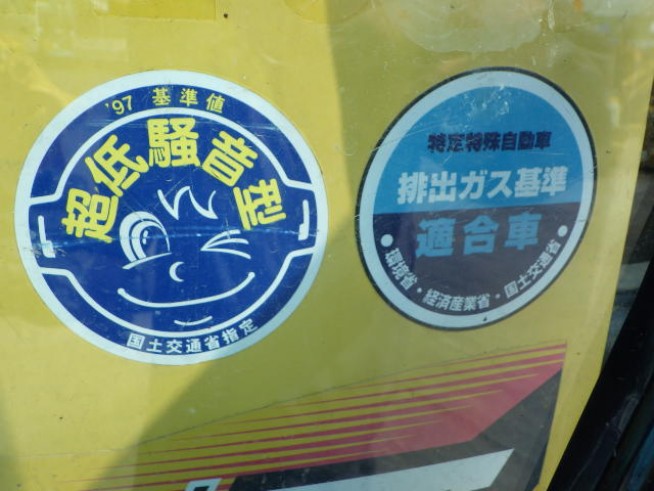 '97 基準値
超低騒音型
国土交通省指定
特定特殊自動車
排出ガス基準
適合車
●環境省・経済産業省・国土交通省●